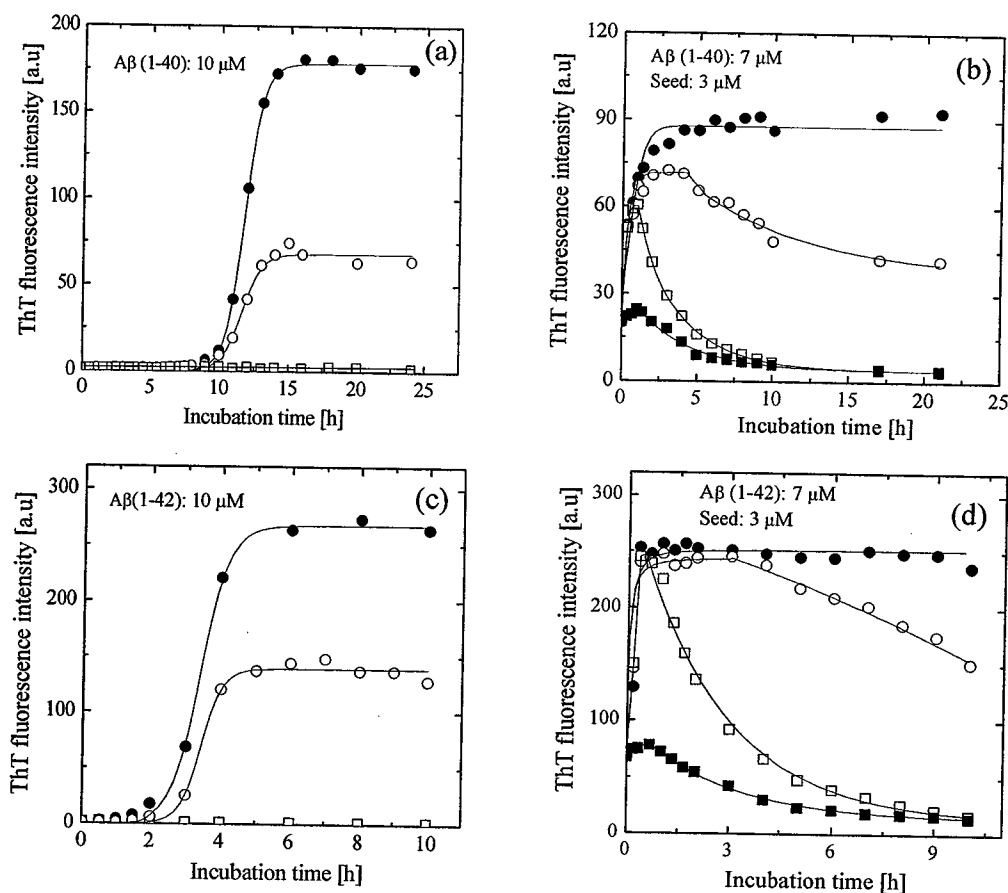 200
150
100
50
0
0 5 10 15 20 25
ThT fluorescence intensity [a.u]
Incubation time [h]
Aβ (1-40): 10 μM
(a)
120
90
60
30
0
0 5 10 15 20 25
ThT fluorescence intensity [a.u]
Incubation time [h]
Aβ (1-40): 7 μM
Seed: 3 μM
(b)
300
200
100
0
0 2 4 6 8 10
ThT fluorescence intensity [a.u]
Incubation time [h]
Aβ(1-42): 10 μM
(c)
300
200
100
0
0 3 6 9
ThT fluorescence intensity [a.u]
Incubation time [h]
Aβ (1-42): 7 μM
Seed: 3 μM
(d)